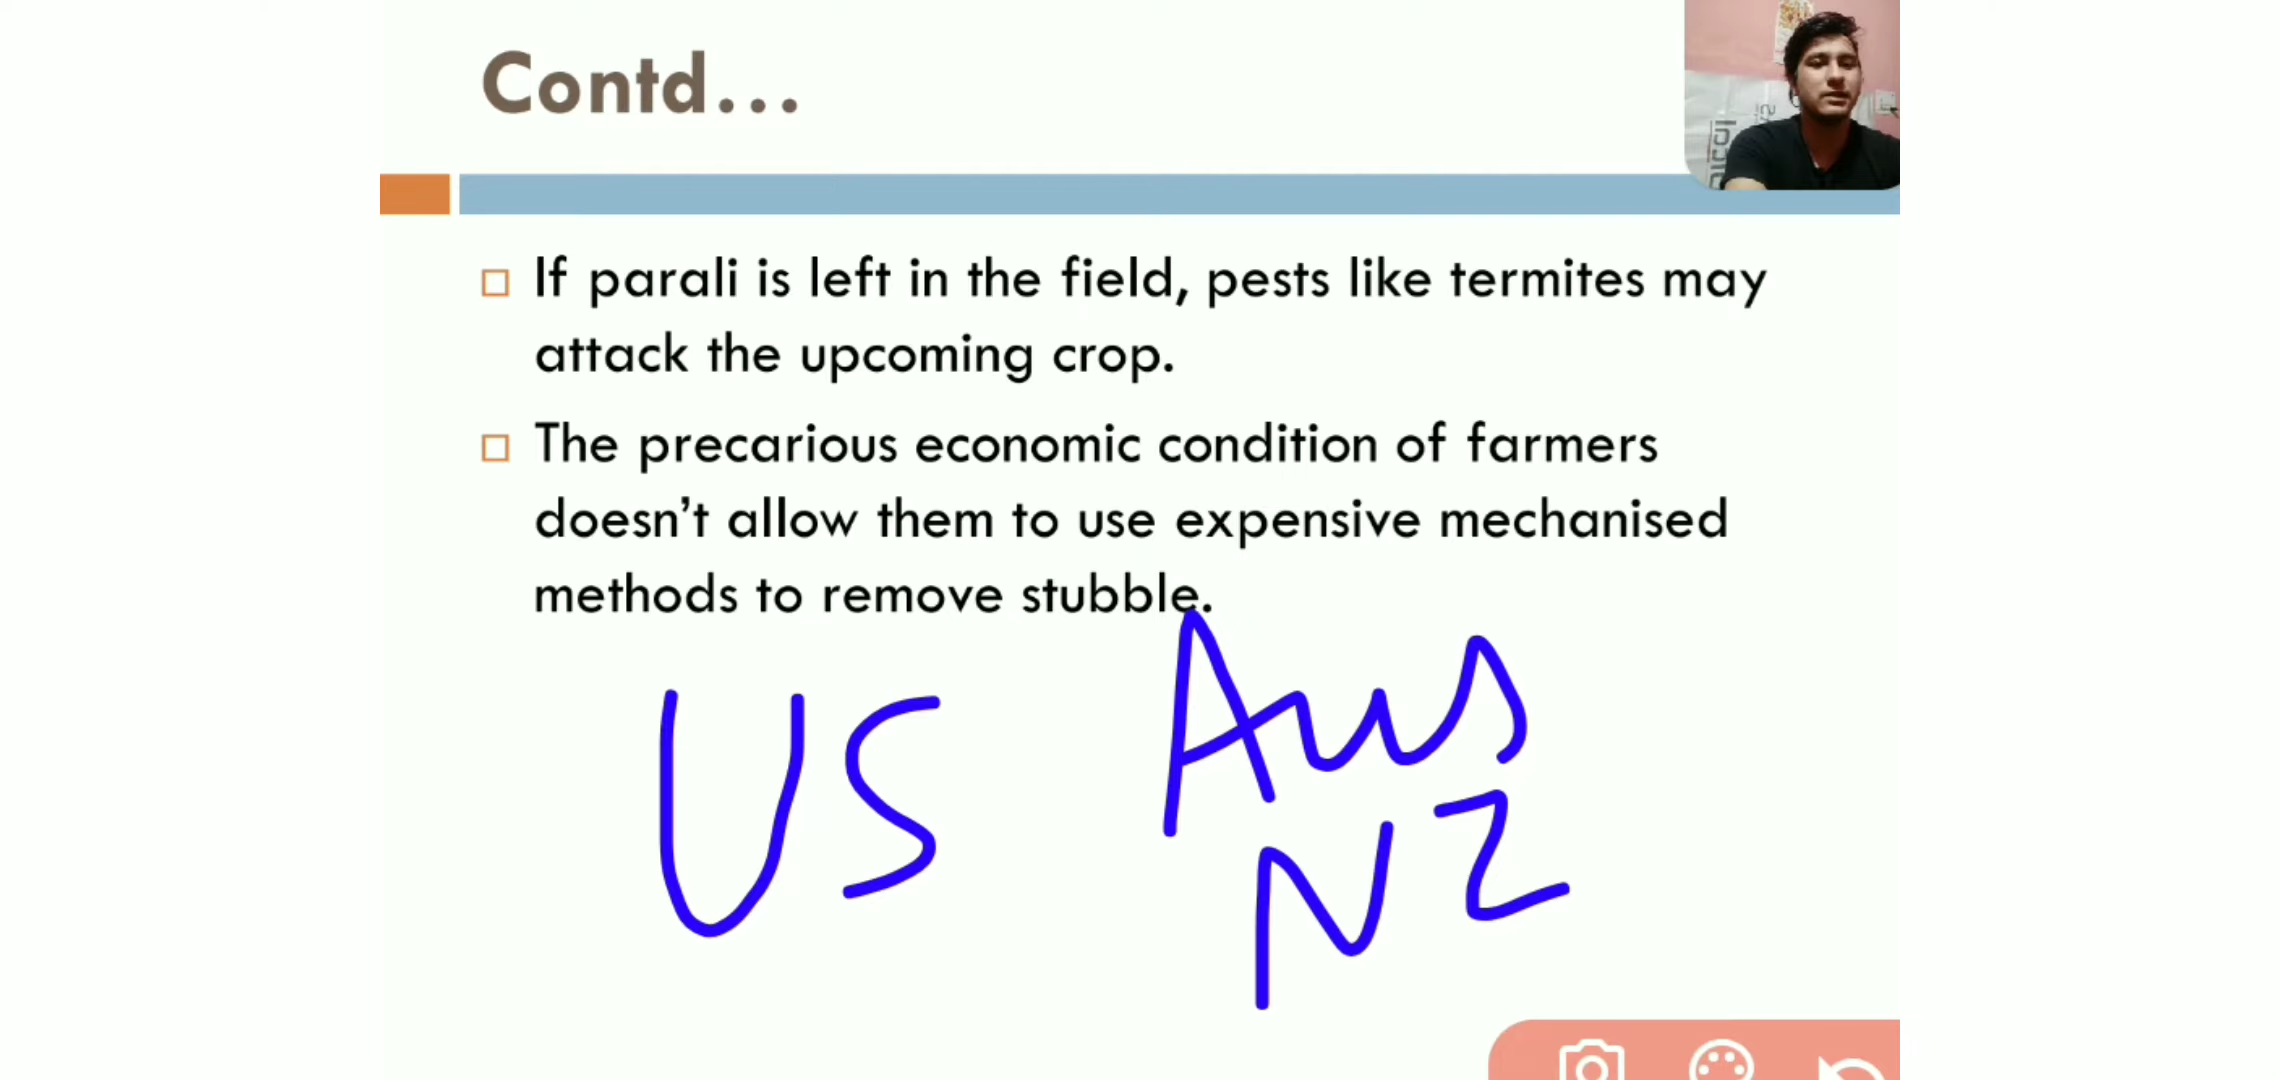 Contd...
If parali is left in the field, pests like termites may
attack the upcoming crop.
The precarious economic condition of farmers
doesn't allow them to use expensive mechanised
methods to remove stubble.
US Aus
NZ